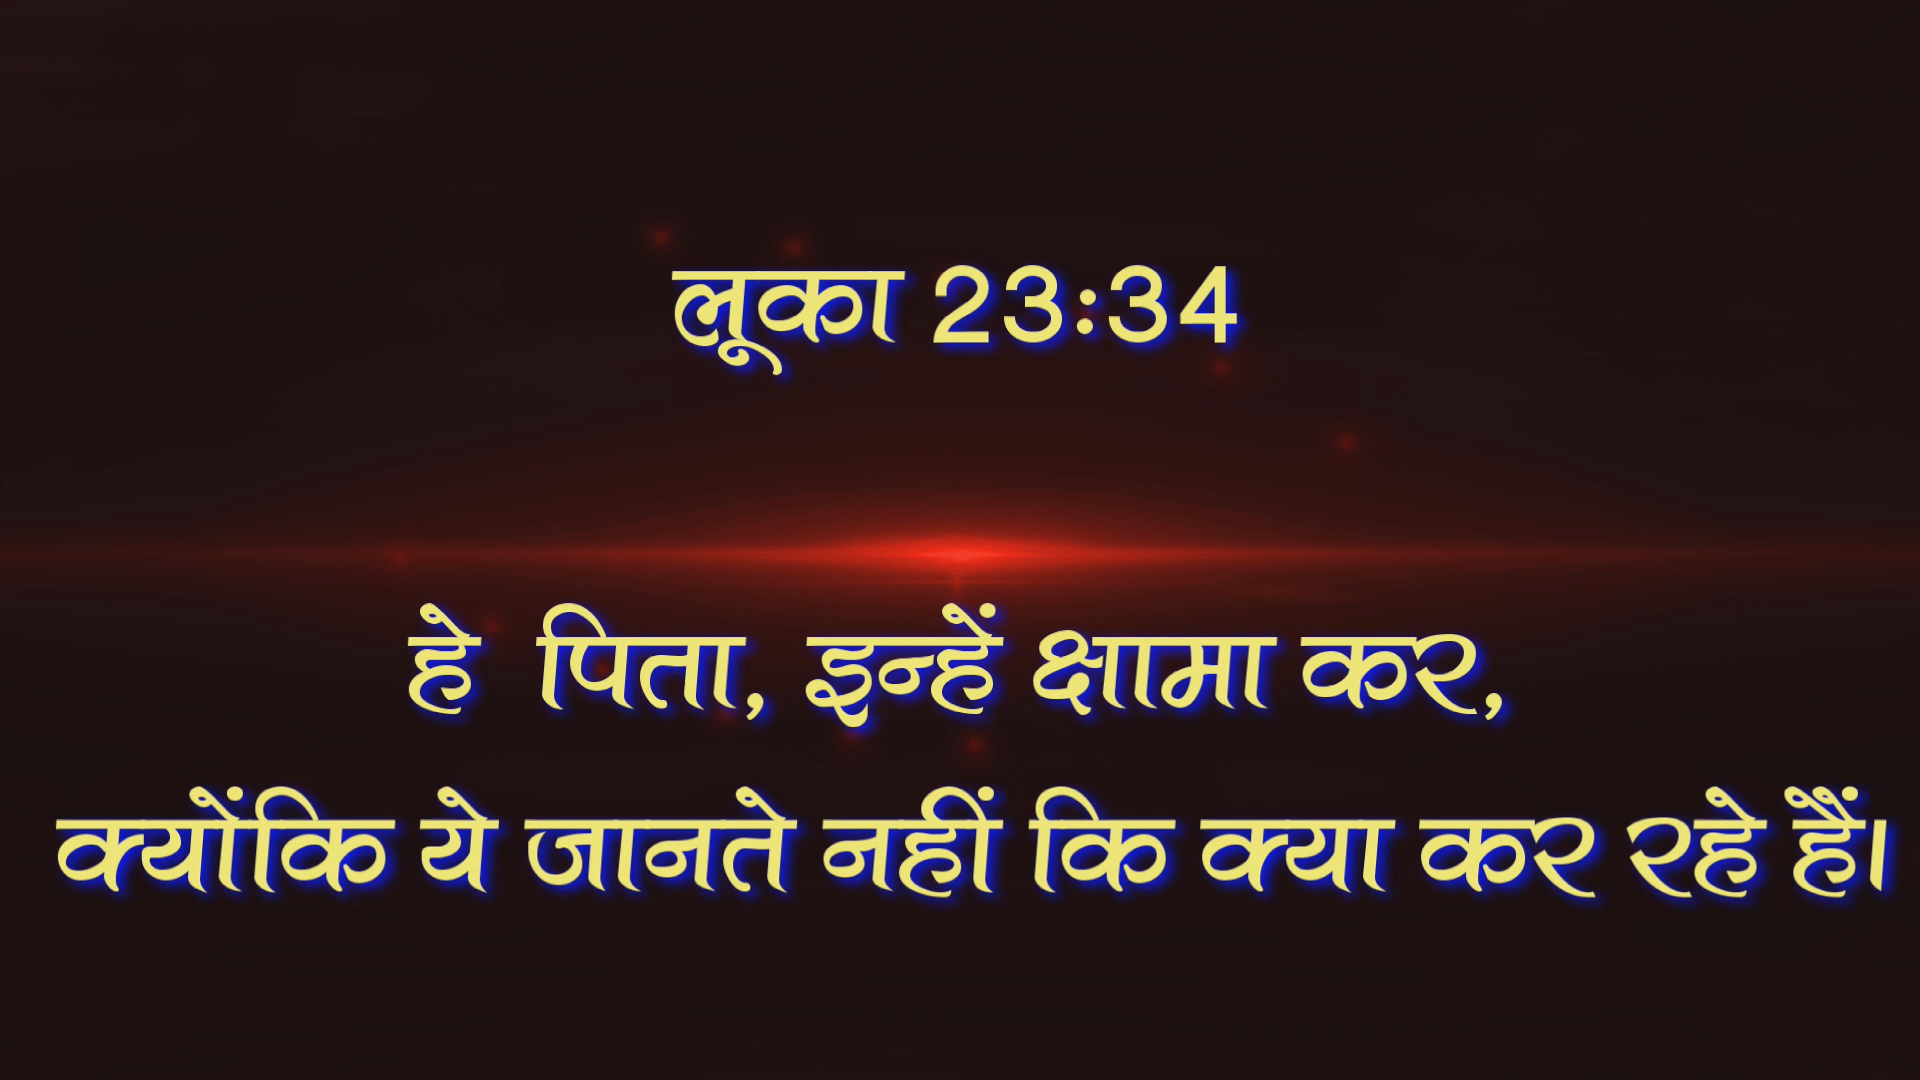 लूका 23:34
हे पिता, इन्हें क्षामा कर,
क्योंकि ये जानते नहीं कि क्या कर रहे हैं।